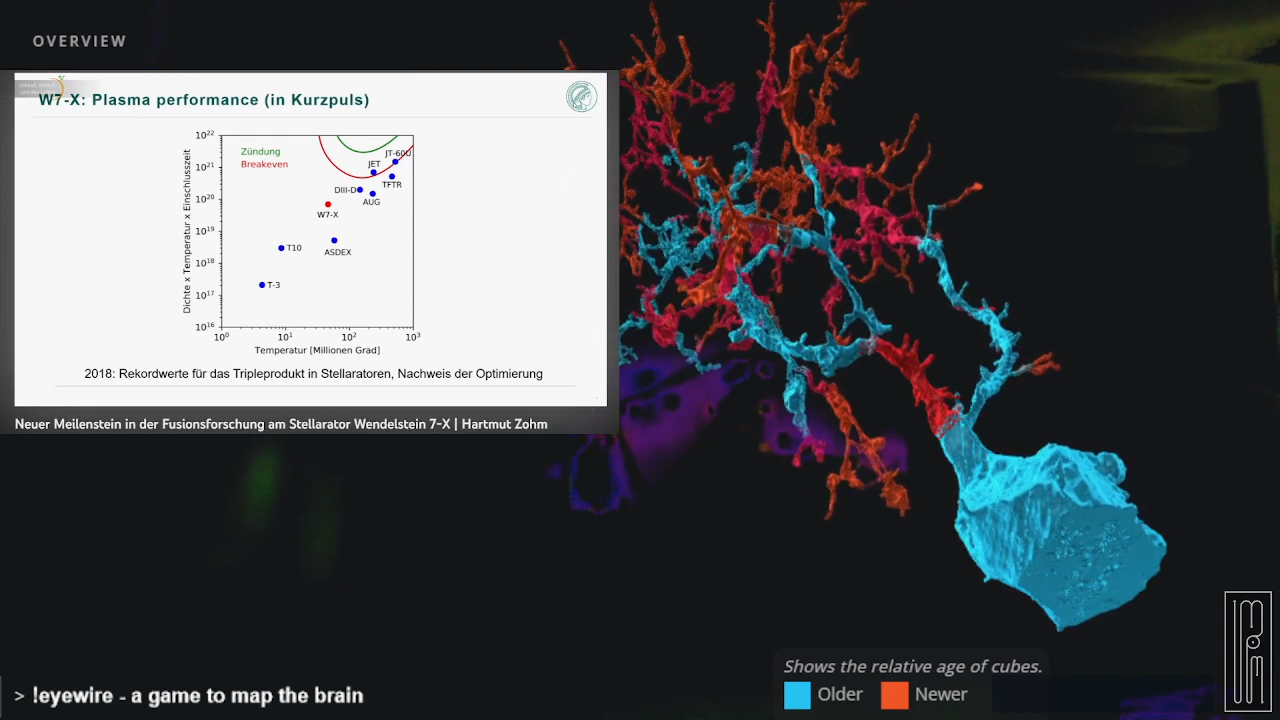 OVERVIEW
W7-X: Plasma performance (in Kurzpuls)
Dichte x Temperatur x Einschlusszeit
10²²
10²¹
10²⁰
10¹⁹
10¹⁸
10¹⁷
10¹⁶
Zündung
Breakeven
JT-60U
JET
TFTR
DIII-D
AUG
W7-X
ASDEX
T10
T-3
10⁰ 10¹ 10² 10³
Temperatur [Millionen Grad]
2018: Rekordwerte für das Tripleprodukt in Stellaratoren, Nachweis der Optimierung
Neuer Meilenstein in der Fusionsforschung am Stellarator Wendelstein 7-X | Hartmut Zohm
Shows the relative age of cubes.
Older Newer
> !eyewire - a game to map the brain